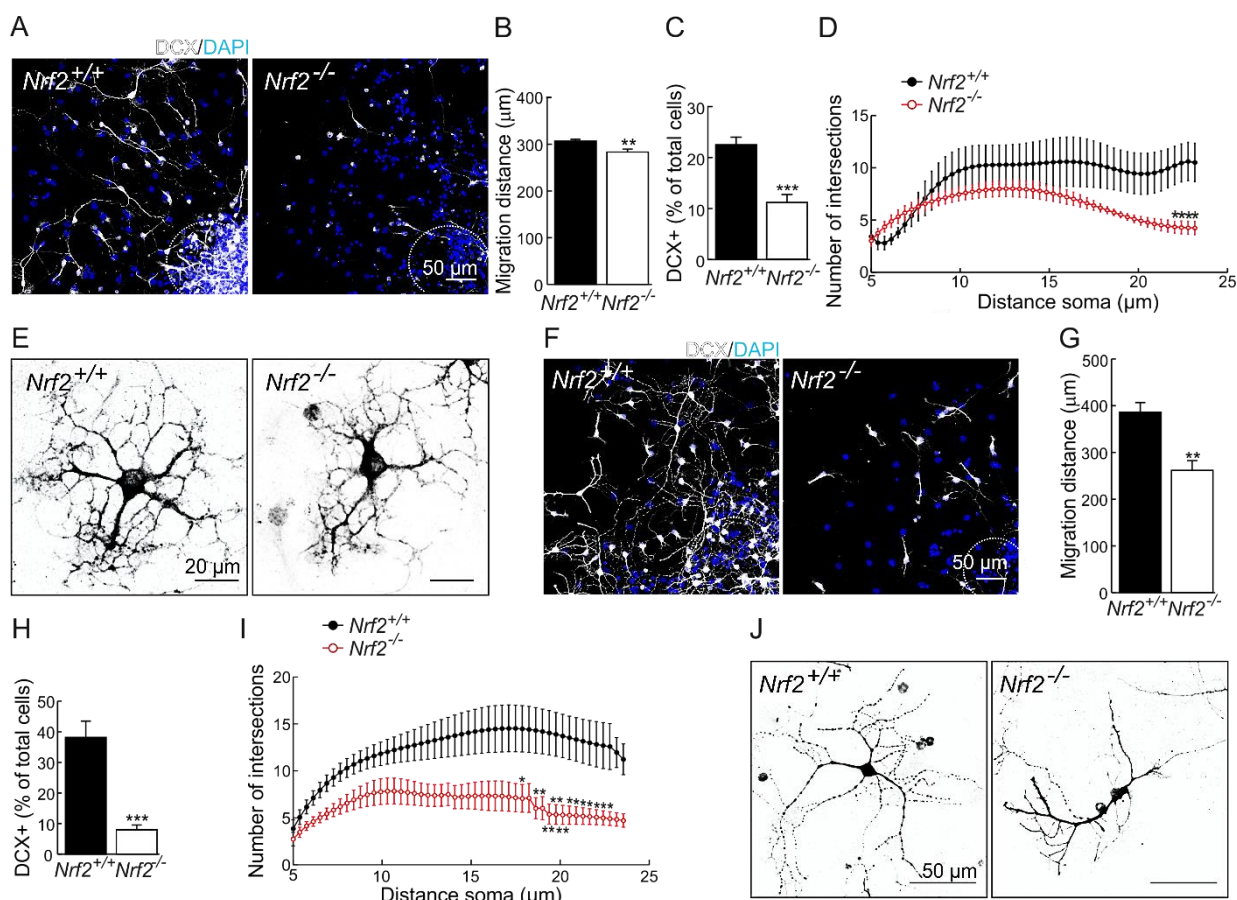 A
DCX/DAPI
Nrf2+/+
Nrf2-/-
50 µm
B
Migration distance (µm)
400
300
200
100
0
**
Nrf2+/+ Nrf2-/-
C
DCX+ (% of total cells)
30
20
10
0
***
Nrf2+/+ Nrf2-/-
D
Nrf2+/+
Nrf2-/-
Number of intersections
15
10
5
0
****
5 10 15 20 25
Distance soma (µm)
E
Nrf2+/+
20 µm
Nrf2-/-
F
DCX/DAPI
Nrf2+/+
Nrf2-/-
50 µm
G
Migration distance (µm)
500
400
300
200
100
0
**
Nrf2+/+ Nrf2-/-
H
DCX+ (% of total cells)
50
40
30
20
10
0
***
Nrf2+/+ Nrf2-/-
I
Nrf2+/+
Nrf2-/-
Number of intersections
20
15
10
5
0
*
**
** ********
****
5 10 15 20 25
Distance soma (µm)
J
Nrf2+/+
50 µm
Nrf2-/-